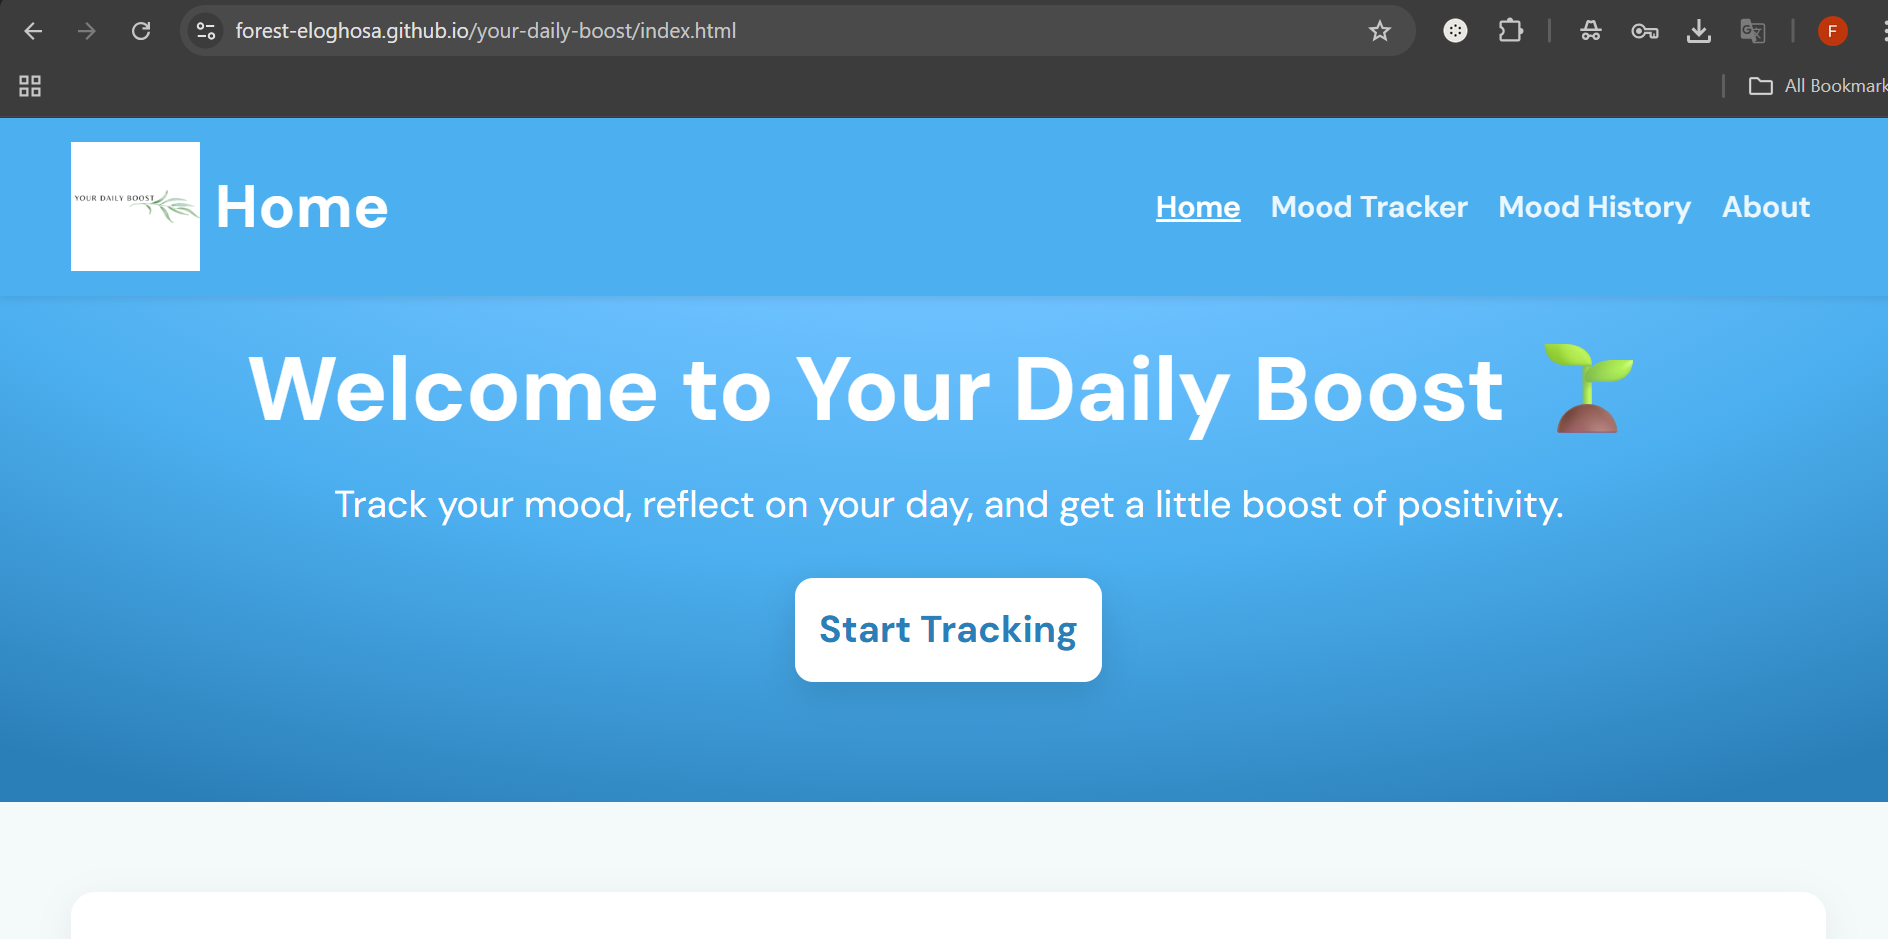 forest-eloghosa.github.io/your-daily-boost/index.html
F
All Bookmark
YOUR DAILY BOOST
Home
Home Mood Tracker Mood History About
Welcome to Your Daily Boost
Track your mood, reflect on your day, and get a little boost of positivity.
Start Tracking